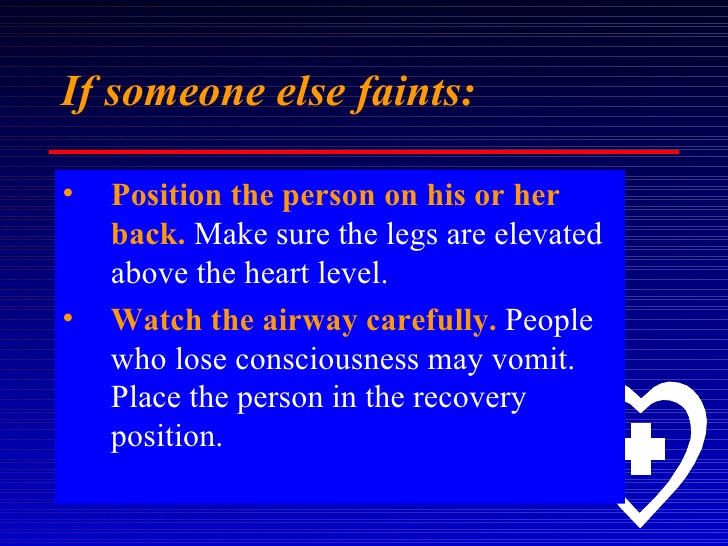 If someone else faints:
• Position the person on his or her
back. Make sure the legs are elevated
above the heart level.
• Watch the airway carefully. People
who lose consciousness may vomit.
Place the person in the recovery
position.